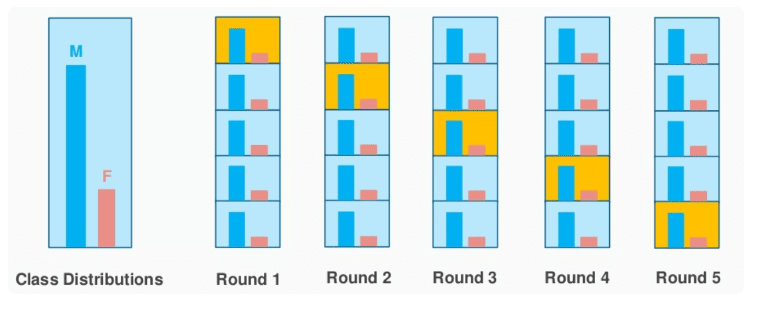 M
F
Class Distributions
Round 1
Round 2
Round 3
Round 4
Round 5